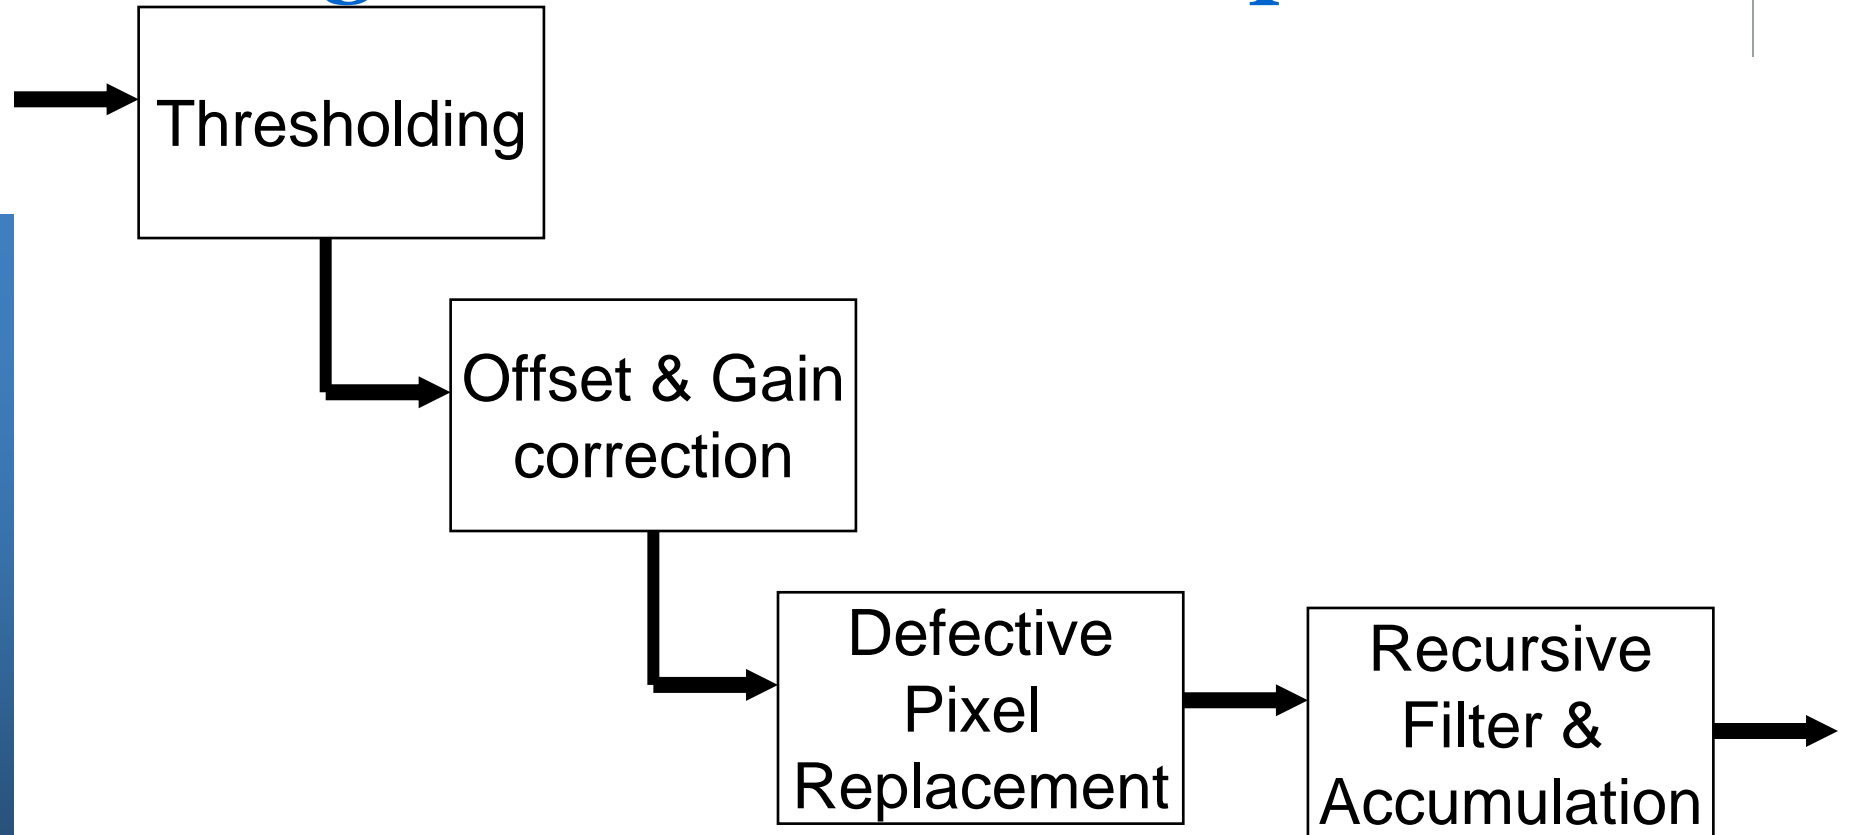 Thresholding
Offset & Gain
correction
Defective
Pixel
Replacement
Recursive
Filter &
Accumulation